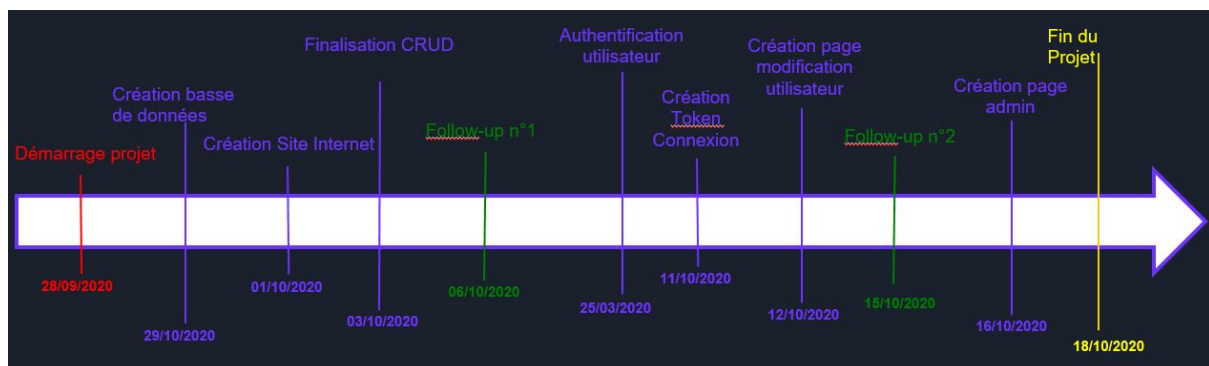 Démarrage projet
28/09/2020
Création basse
de données
29/10/2020
Création Site Internet
01/10/2020
Finalisation CRUD
03/10/2020
Follow-up n°1
06/10/2020
Authentification
utilisateur
25/03/2020
Création
Token
Connexion
11/10/2020
Création page
modification
utilisateur
12/10/2020
Follow-up n°2
15/10/2020
Création page
admin
16/10/2020
Fin du
Projet
18/10/2020